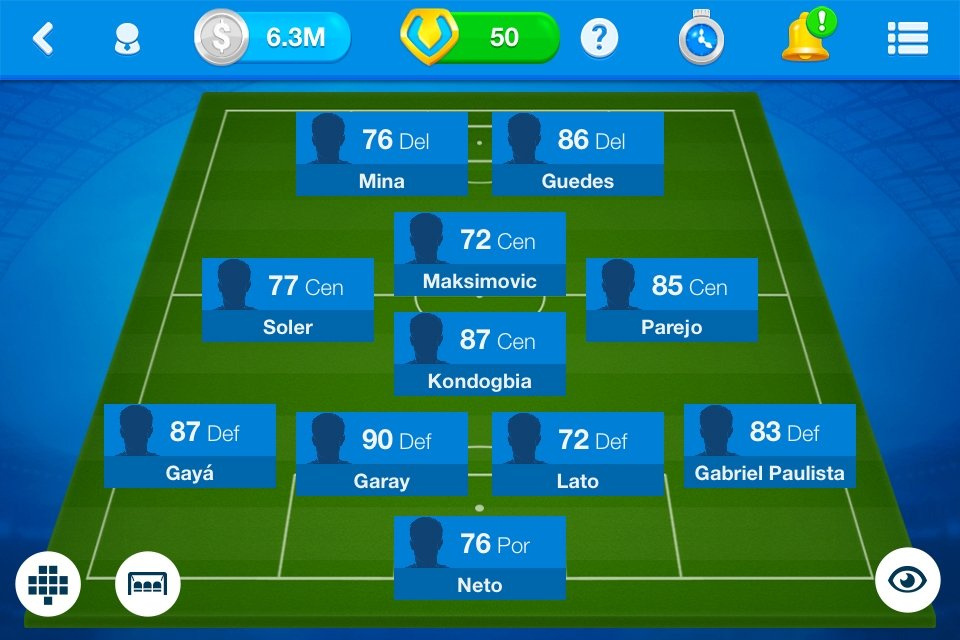 6.3M
50
?
!
76 Del
Mina
86 Del
Guedes
72 Cen
Maksimovic
77 Cen
Soler
85 Cen
Parejo
87 Cen
Kondogbia
87 Def
Gayá
90 Def
Garay
72 Def
Lato
83 Def
Gabriel Paulista
76 Por
Neto